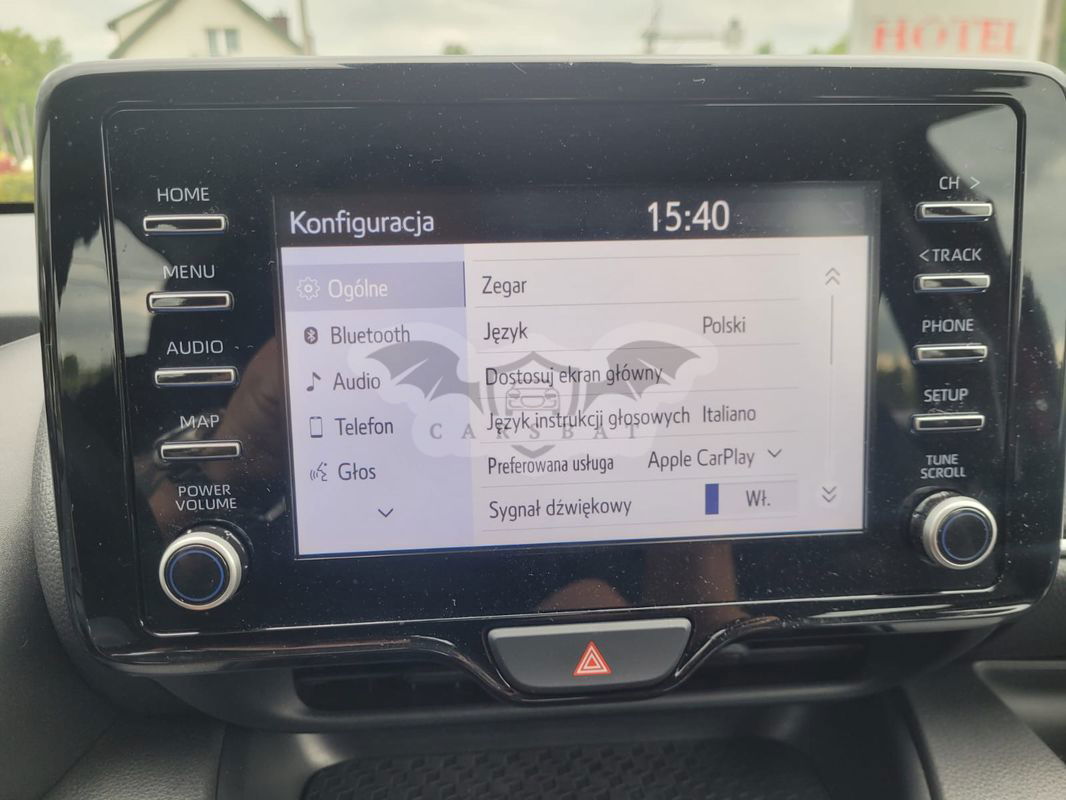 HOTEL
HOME
MENU
AUDIO
MAP
POWER
VOLUME
Konfiguracja
15:40
Ogólne
Bluetooth
Audio
Telefon
Głos
Zegar
Język Polski
Dostosuj ekran główny
Język instrukcji głosowych Italiano
Preferowana usługa Apple CarPlay
Sygnał dźwiękowy Wł.
CARSBAT
CH >
< TRACK
PHONE
SETUP
TUNE
SCROLL